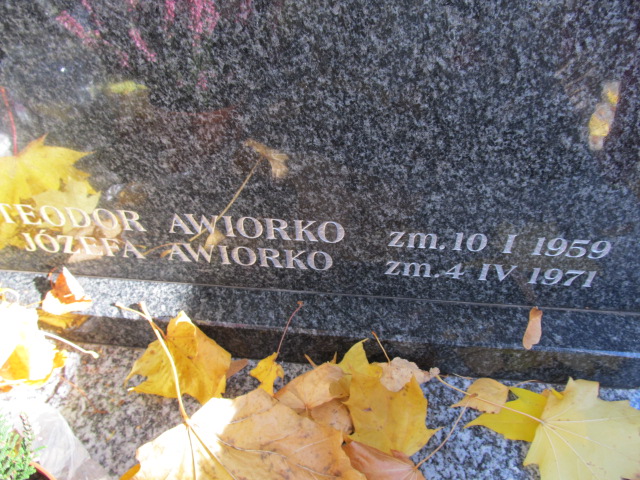 TEODOR AWIORKO zm. 10 I 1959
JÓZEFA AWIORKO zm. 4 IV 1971